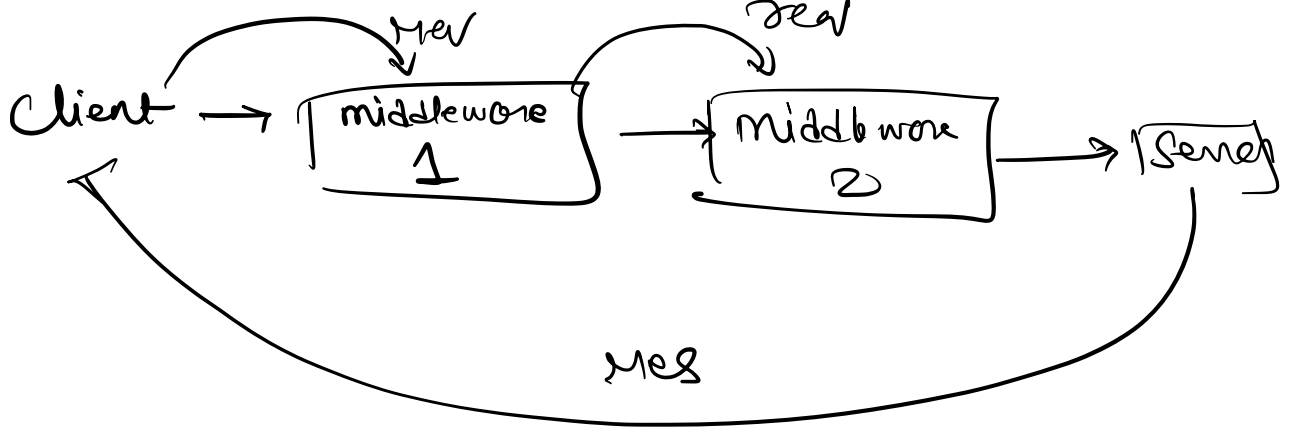 req
req
Client
middleware
1
Middleware
2
Server
res